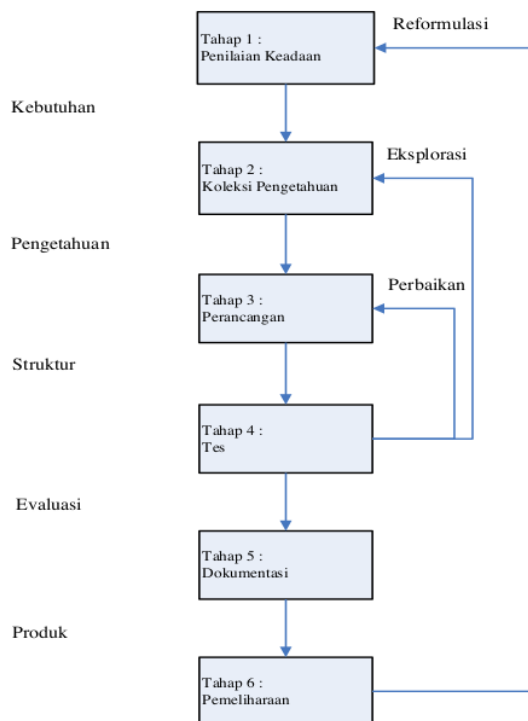 Reformulasi
Tahap 1 :
Penilaian Keadaan
Kebutuhan
Eksplorasi
Tahap 2 :
Koleksi Pengetahuan
Pengetahuan
Perbaikan
Tahap 3 :
Perancangan
Struktur
Tahap 4 :
Tes
Evaluasi
Tahap 5 :
Dokumentasi
Produk
Tahap 6 :
Pemeliharaan